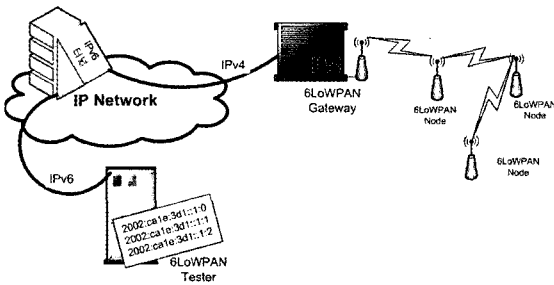 IPv6
IPv4
IP Network
6LoWPAN
Gateway
6LoWPAN
Node
6LoWPAN
Node
6LoWPAN
Node
IPv6
2002:ca1e:3d1::1:0
2002:ca1e:3d1::1:1
2002:ca1e:3d1::1:2
6LoWPAN
Tester